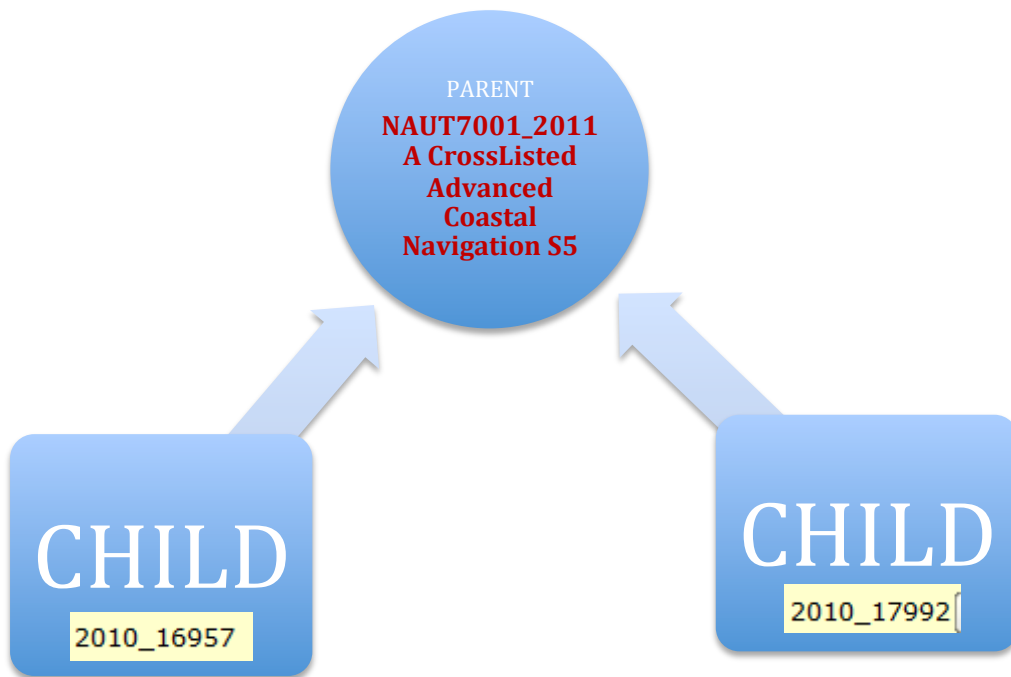 PARENT
NAUT7001_2011
A CrossListed
Advanced
Coastal
Navigation S5
CHILD
2010_16957
CHILD
2010_17992